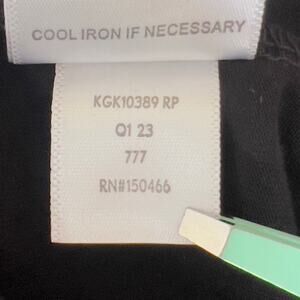 COOL IRON IF NECESSARY
KGK10389 RP
Q1 23
777
RN#150466